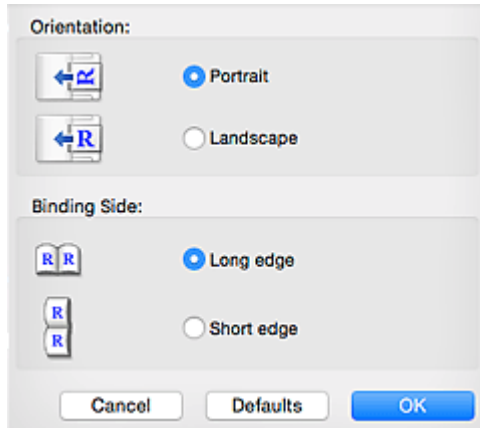 Orientation:
R
Portrait
R
Landscape
Binding Side:
R R
Long edge
R
R
Short edge
Cancel Defaults OK